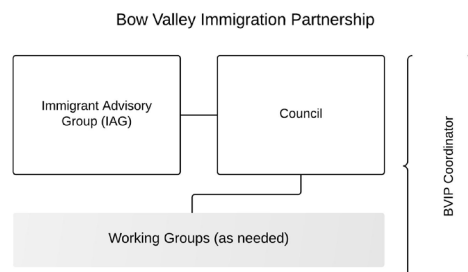 Bow Valley Immigration Partnership
Immigrant Advisory
Group (IAG)
Council
BVIP Coordinator
Working Groups (as needed)